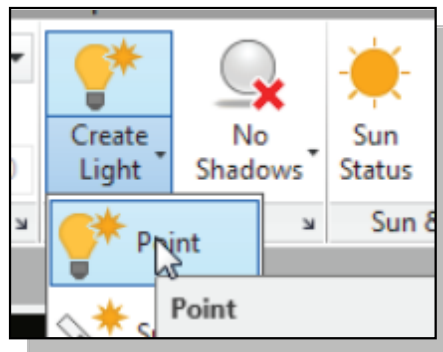 Create
Light
No
Shadows
Sun
Status
Sun &
Point
Point